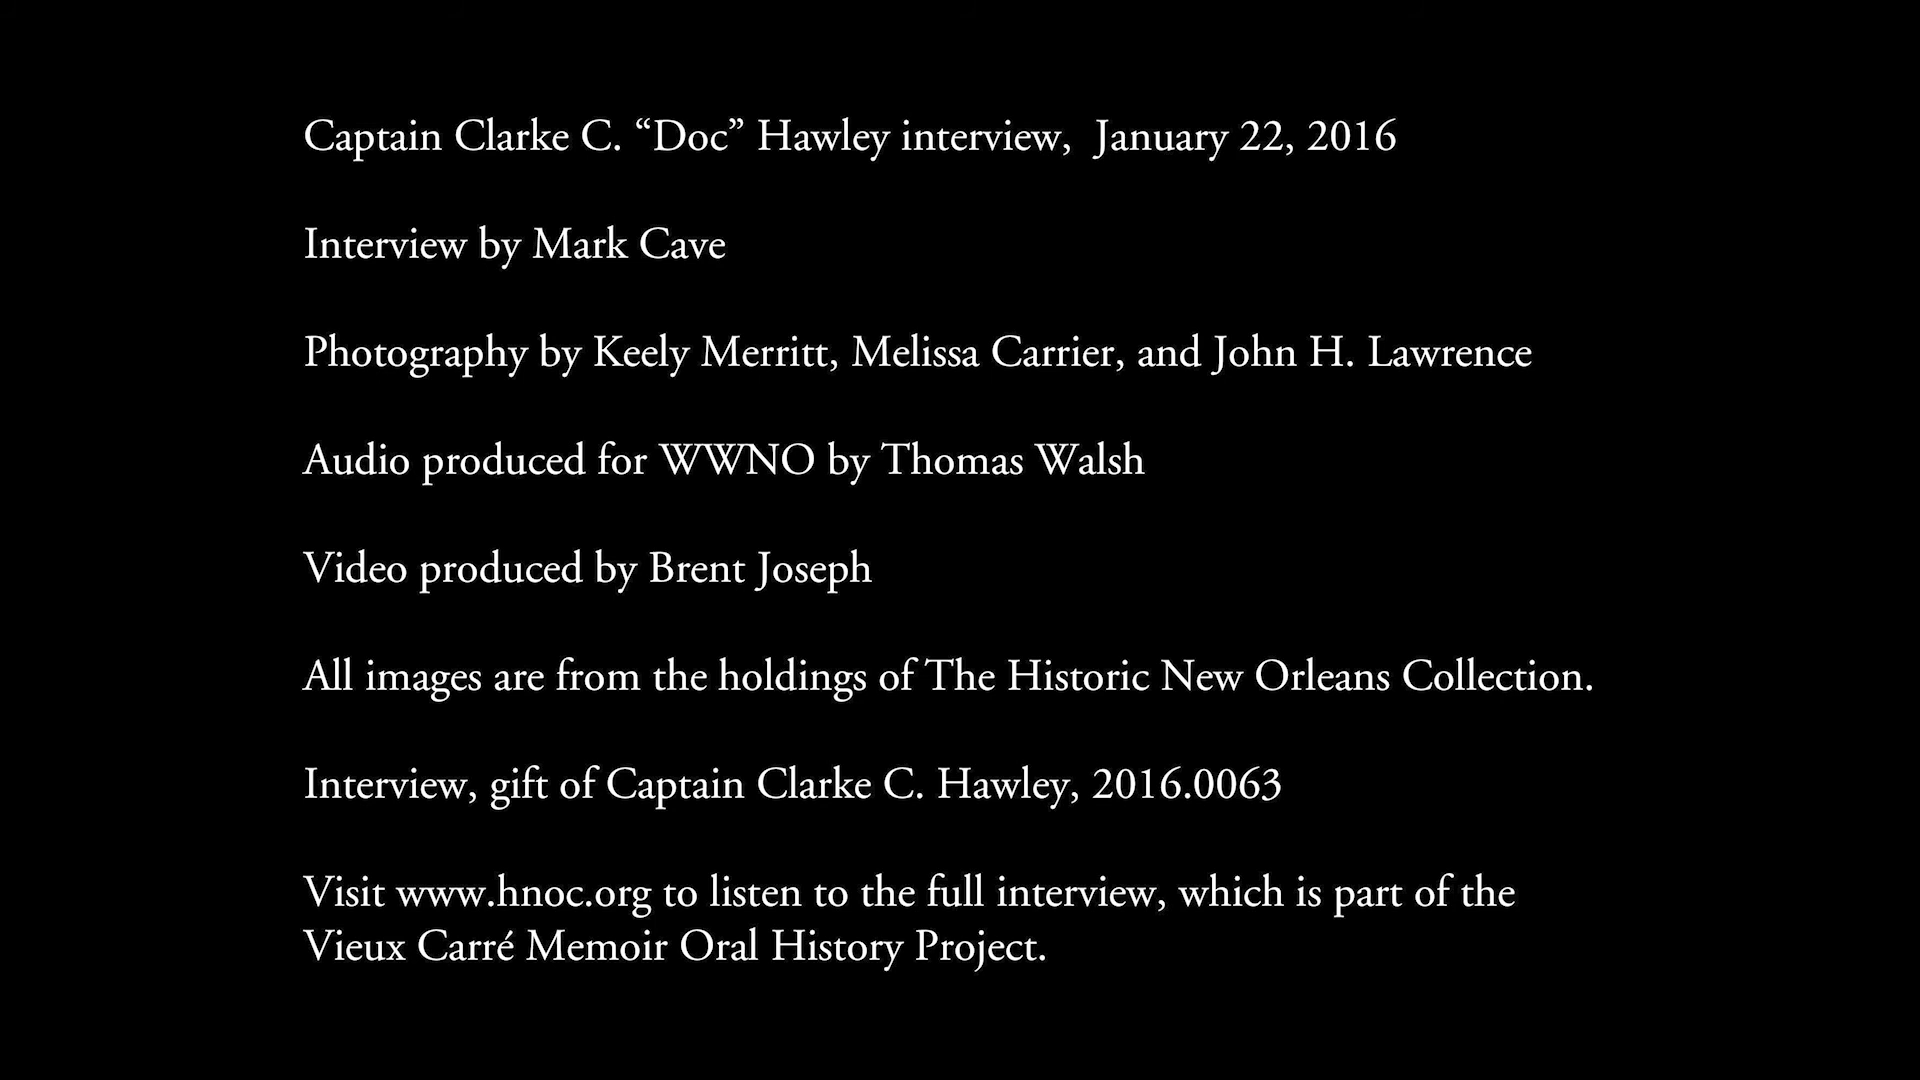 Captain Clarke C. “Doc” Hawley interview,  January 22, 2016
Interview by Mark Cave
Photography by Keely Merritt, Melissa Carrier, and John H. Lawrence
Audio produced for WWNO by Thomas Walsh
Video produced by Brent Joseph
All images are from the holdings of The Historic New Orleans Collection.
Interview, gift of Captain Clarke C. Hawley, 2016.0063
Visit www.hnoc.org to listen to the full interview, which is part of the
Vieux Carré Memoir Oral History Project.